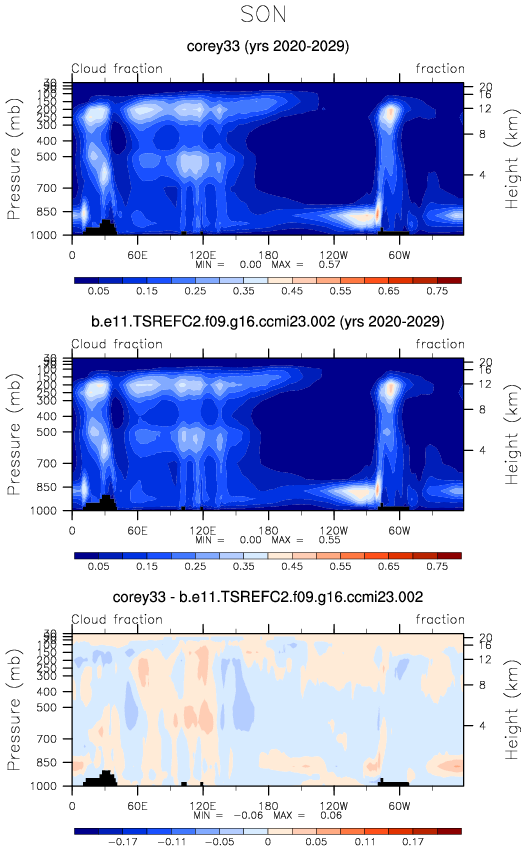 SON
corey33 (yrs 2020-2029)
Cloud fraction fraction
Pressure (mb)
Height (km)
30
50
100
150
200
250
300
400
500
700
850
1000
20
16
12
8
4
0 60E 120E 180 120W 60W
MIN = 0.00 MAX = 0.57
0.05 0.15 0.25 0.35 0.45 0.55 0.65 0.75
b.e11.TSREFC2.f09.g16.ccmi23.002 (yrs 2020-2029)
Cloud fraction fraction
Pressure (mb)
Height (km)
30
50
100
150
200
250
300
400
500
700
850
1000
20
16
12
8
4
0 60E 120E 180 120W 60W
MIN = 0.00 MAX = 0.55
0.05 0.15 0.25 0.35 0.45 0.55 0.65 0.75
corey33 - b.e11.TSREFC2.f09.g16.ccmi23.002
Cloud fraction fraction
Pressure (mb)
Height (km)
30
50
100
150
200
250
300
400
500
700
850
1000
20
16
12
8
4
0 60E 120E 180 120W 60W
MIN = -0.06 MAX = 0.06
-0.17 -0.11 -0.05 0 0.05 0.11 0.17